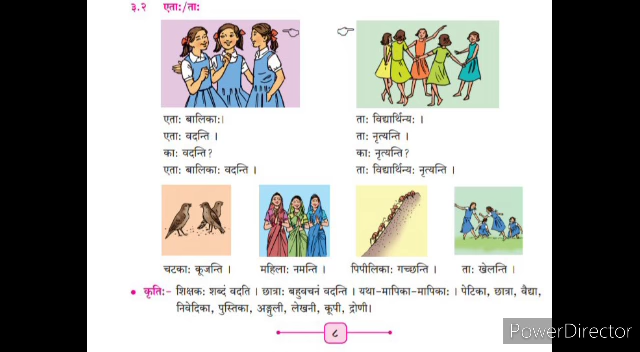 ३.२ एताः/ताः
एताः बालिकाः।
एताः वदन्ति ।
काः वदन्ति?
एताः बालिकाः वदन्ति ।
ताः विद्यार्थिन्यः ।
ताः नृत्यन्ति ।
काः नृत्यन्ति?
ताः विद्यार्थिन्यः नृत्यन्ति ।
चटकाः कूजन्ति ।
महिलाः नमन्ति ।
पिपीलिकाः गच्छन्ति ।
ताः खेलन्ति ।
• कृतिः- शिक्षकः शब्दं वदति । छात्राः बहुवचनं वदन्ति । यथा-मापिका-मापिकाः । पेटिका, छात्रा, वैद्या,
निवेदिका, पुस्तिका, अङ्गुली, लेखनी, कूपी, द्रोणी।
८
PowerDirector